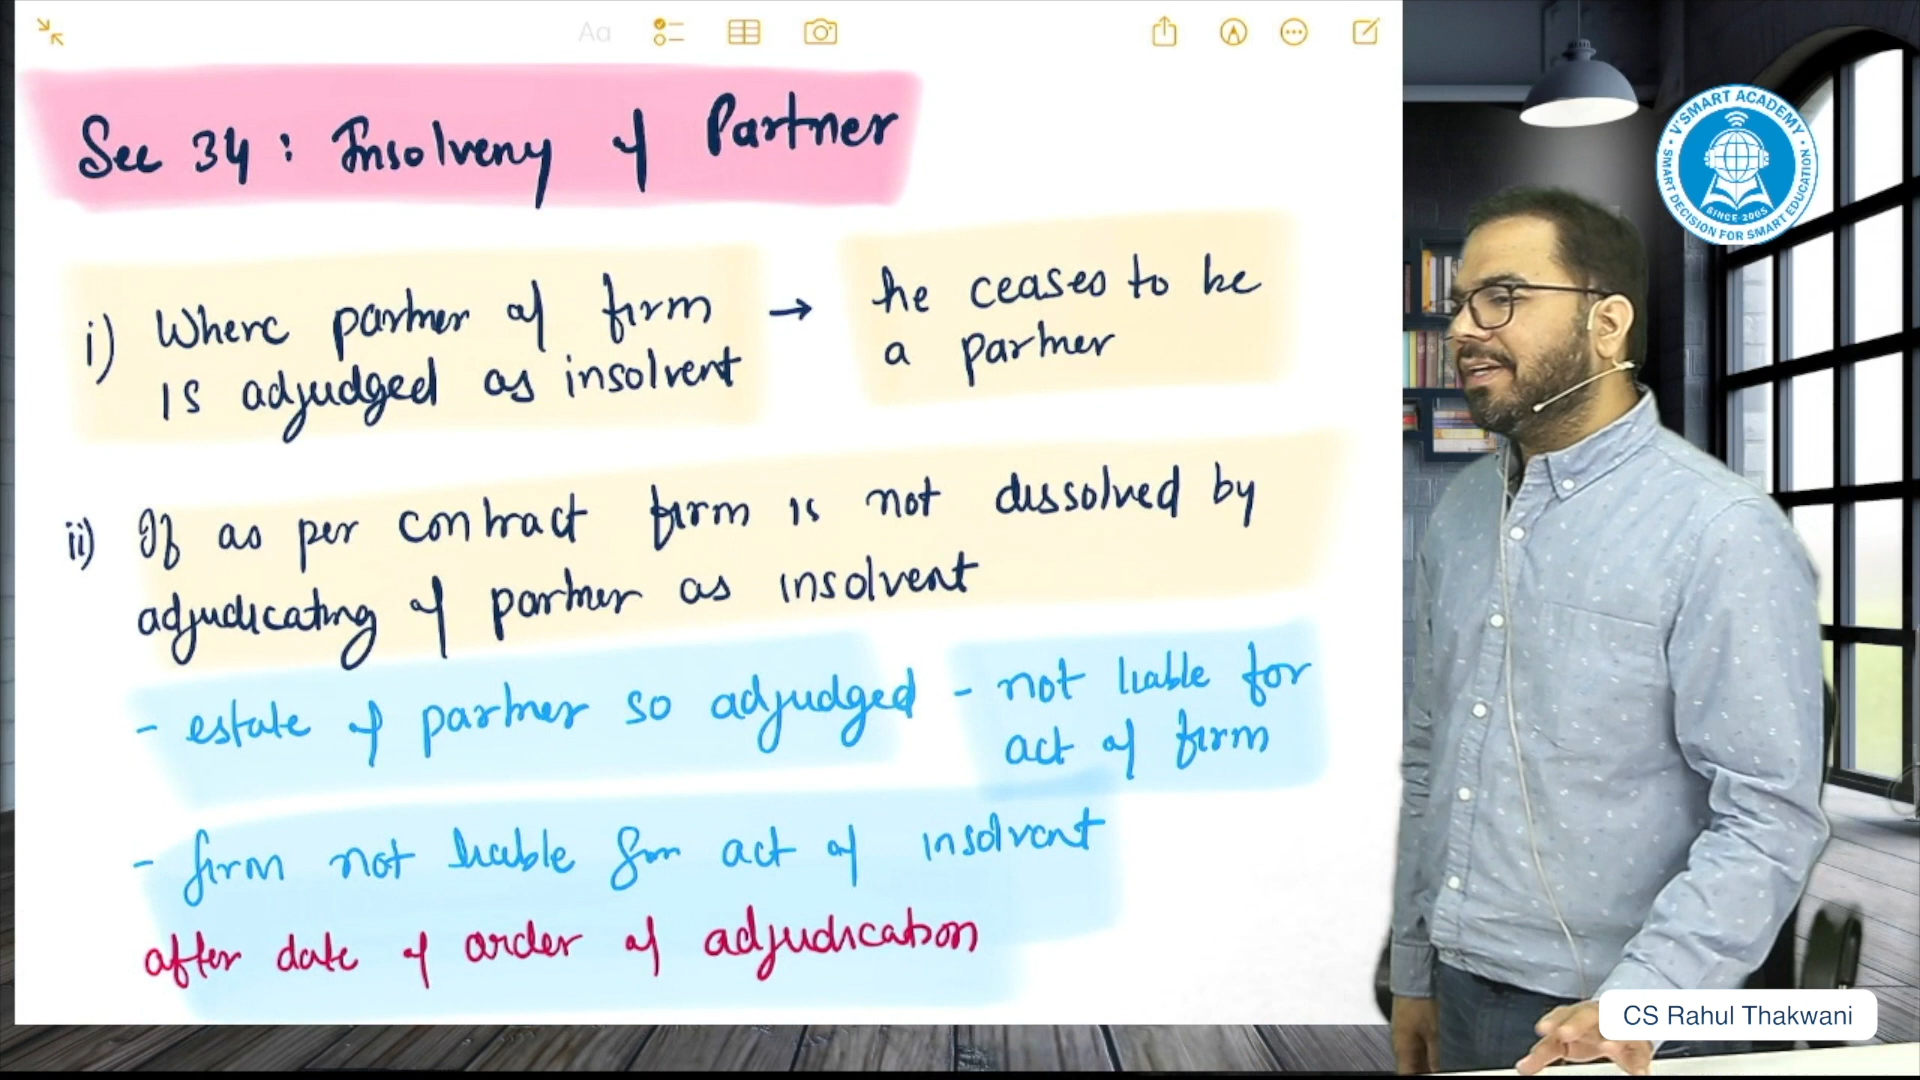 Aa
Sec 34 : Insolveny of Partner
i) Where partner of firm
is adjudged as insolvent
→ he ceases to be
a partner
ii) If as per contract firm is not dissolved by
adjudicating of partner as insolvent
- estate of partner so adjudged
- not liable for
act of firm
- firm not liable for act of insolvent
after date of order of adjudication
V'SMART ACADEMY
SMART DECISION FOR SMART EDUCATION
SINCE-2005
CS Rahul Thakwani